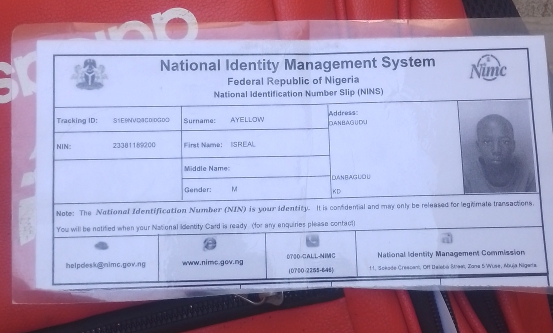 National Identity Management System
Federal Republic of Nigeria
National Identification Number Slip (NINS)
nimc
Tracking ID:
Surname: AYELLOW
Address:
DANBAGUDU
NIN: 23381189200
First Name: ISREAL
Middle Name:
DANBAGUDU
Gender: M
KD
Note: The National Identification Number (NIN) is your identity. It is confidential and may only be released for legitimate transactions.
You will be notified when your National Identity Card is ready (for any enquiries please contact)
helpdesk@nimc.gov.ng
www.nimc.gov.ng
0700-CALL-NIMC
(0700-2255-646)
National Identity Management Commission
11, Sokode Crescent, Off Dalaba Street, Zone 5 Wuse, Abuja Nigeria